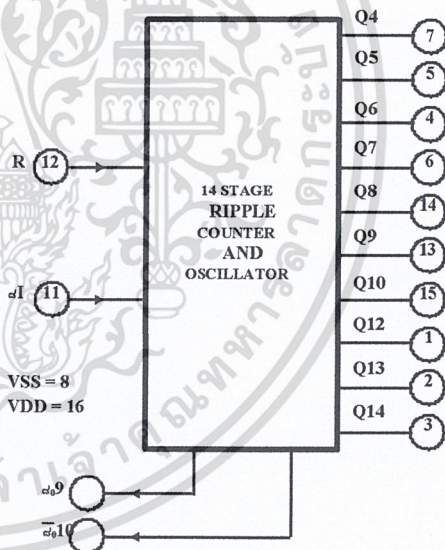 Q4
7
Q5
5
Q6
4
Q7
6
R
12
14 STAGE
RIPPLE
COUNTER
AND
OSCILLATOR
Q8
14
Q9
13
I
11
Q10
15
Q12
1
VSS = 8
VDD = 16
Q13
2
Q14
3
9
10